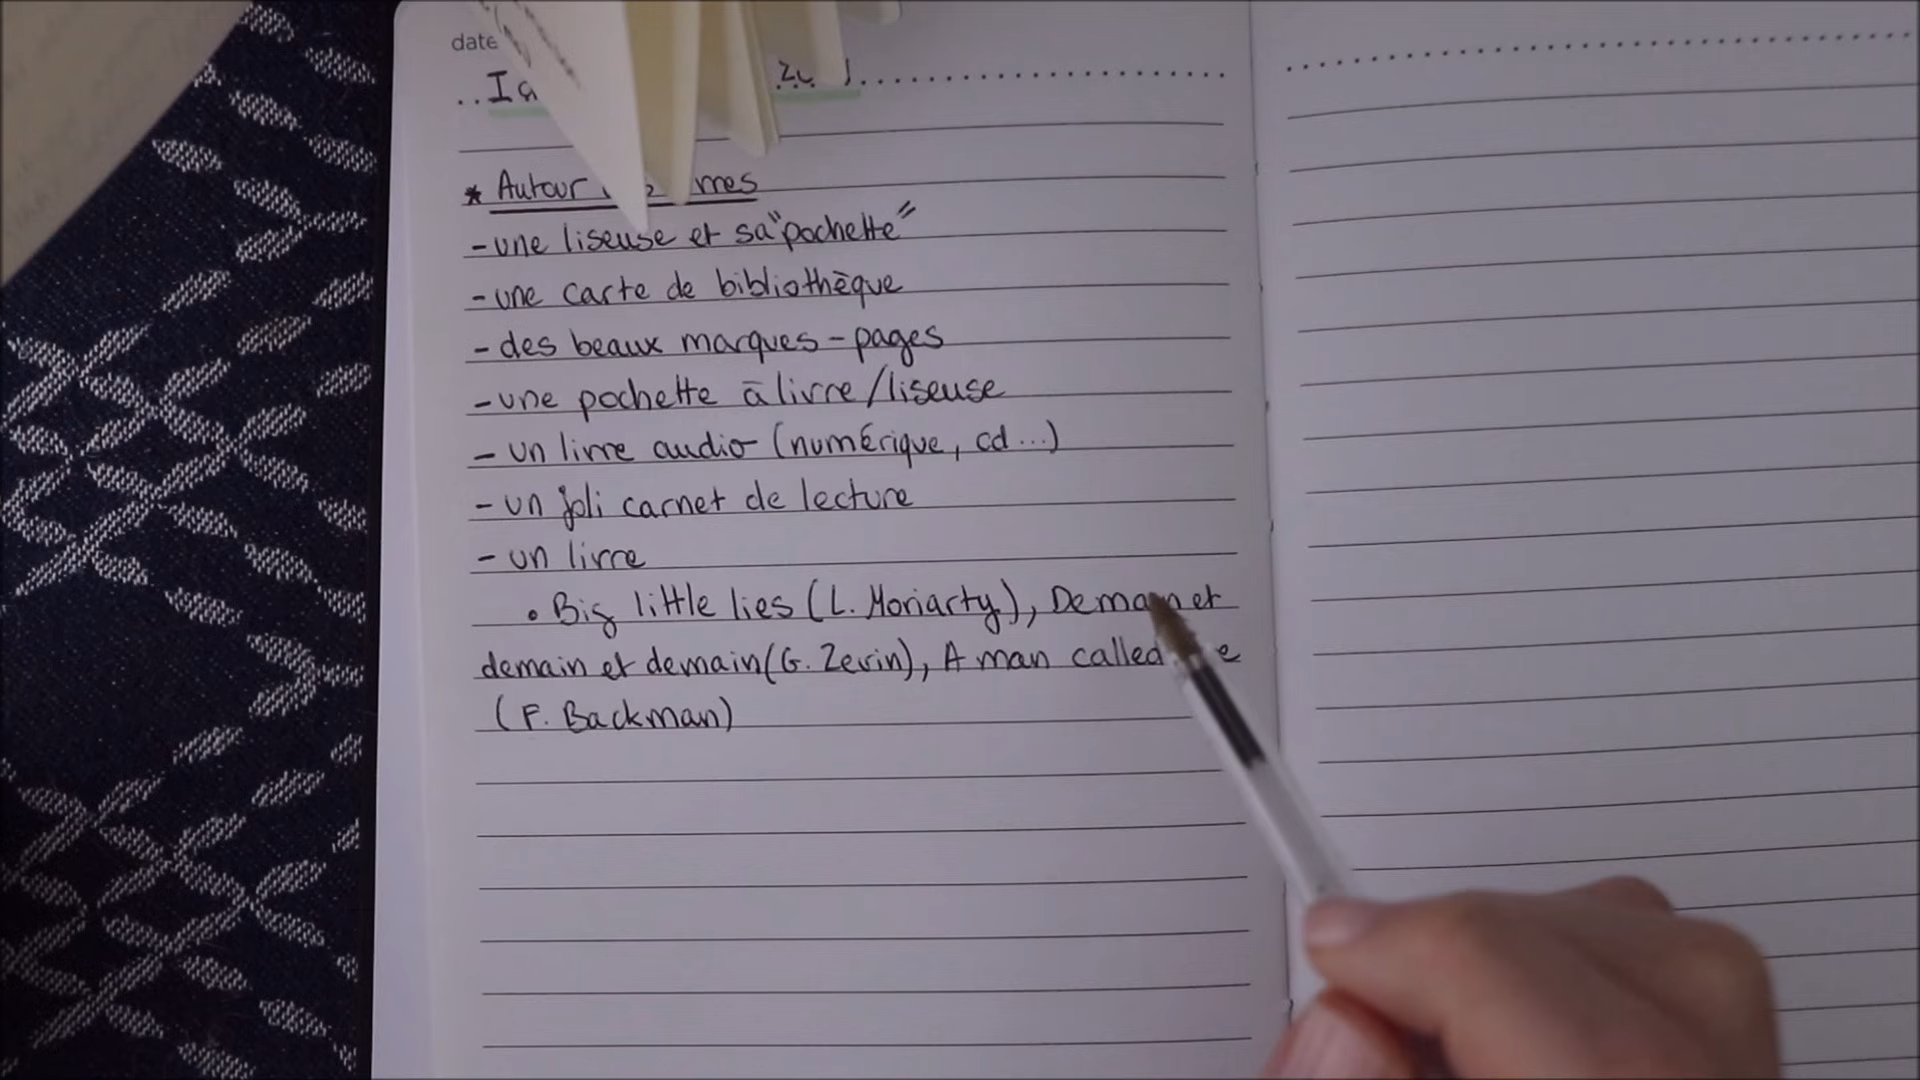 date
* Autour
- une liseuse et sa "pochette"
- une carte de bibliothèque
- des beaux marques-pages
- une pochette à livre/liseuse
- un livre audio (numérique, cd...)
- un joli carnet de lecture
- un livre
• Big little lies (L. Moriarty), Demain et
demain et demain (G. Zevin), A man called
(F. Backman)